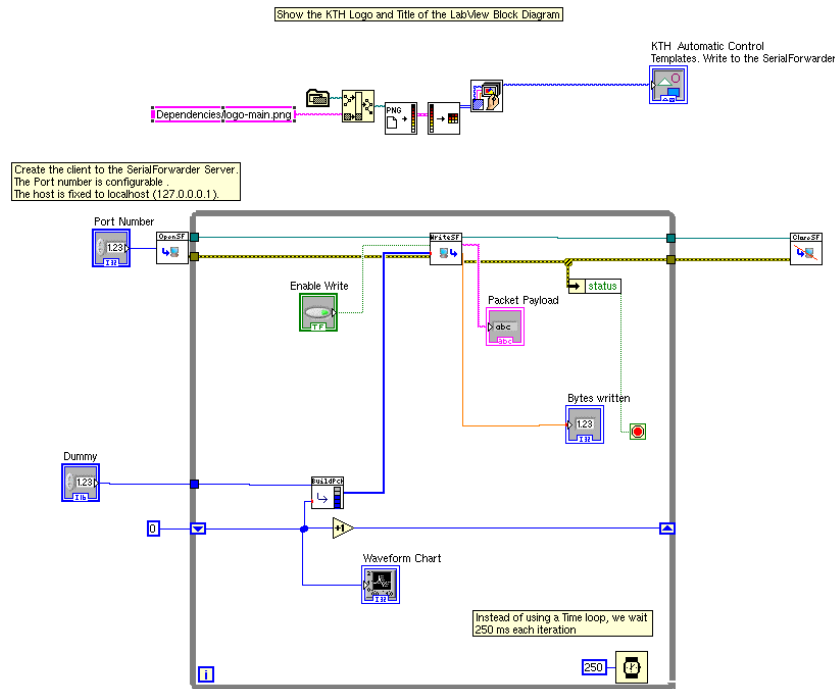 Show the KTH Logo and Title of the LabView Block Diagram
KTH Automatic Control
Templates. Write to the SerialForwarder
Dependencies/logo-main.png
PNG
Create the client to the SerialForwarder Server.
The Port number is configurable .
The host is fixed to localhost (127.0.0.0.1).
Port Number
1.23
I32
OpenSF
WriteSF
CloseSF
Enable Write
TF
status
Packet Payload
abc
abc
Bytes written
1.23
I32
Dummy
1.23
I16
BuildPck
0
+1
Waveform Chart
I32
Instead of using a Time loop, we wait
250 ms each iteration
250
i